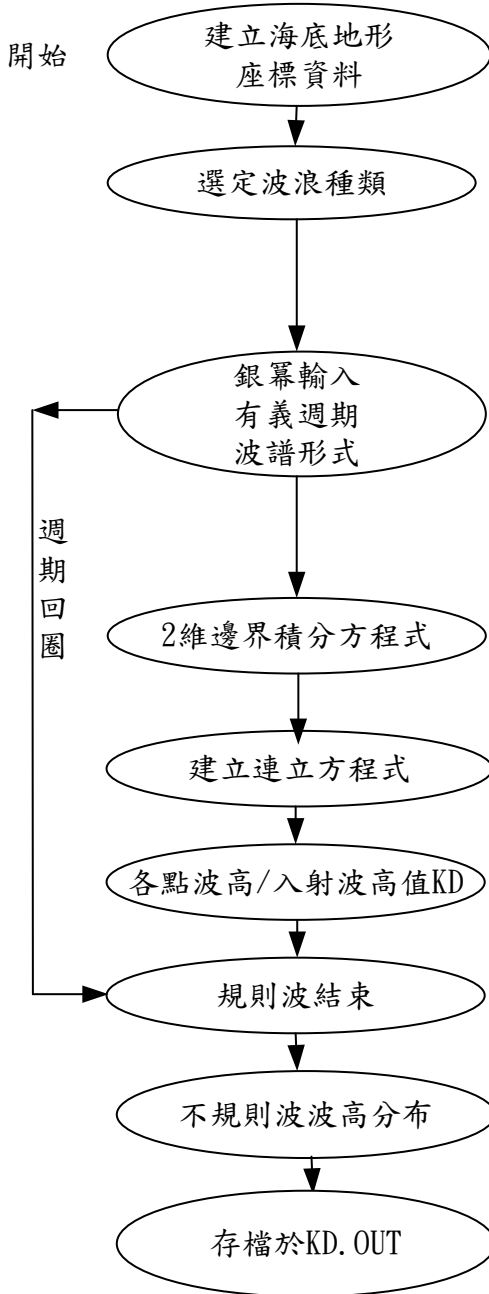 開始
建立海底地形
座標資料
選定波浪種類
銀冪輸入
有義週期
波譜形式
週期回圈
2維邊界積分方程式
建立連立方程式
各點波高/入射波高值KD
規則波結束
不規則波波高分布
存檔於KD.OUT